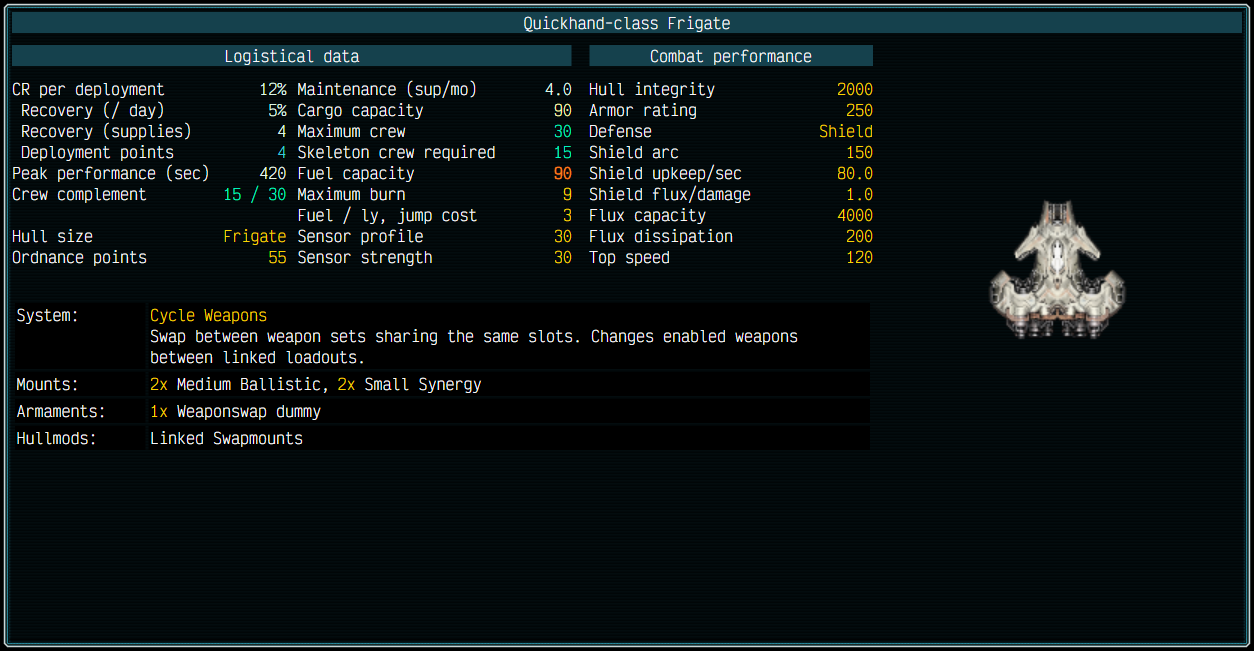 Quickhand-class Frigate
Logistical data
Combat performance
CR per deployment 12% Maintenance (sup/mo) 4.0 Hull integrity 2000
Recovery (/ day) 5% Cargo capacity 90 Armor rating 250
Recovery (supplies) 4 Maximum crew 30 Defense Shield
Deployment points 4 Skeleton crew required 15 Shield arc 150
Peak performance (sec) 420 Fuel capacity 90 Shield upkeep/sec 80.0
Crew complement 15 / 30 Maximum burn 9 Shield flux/damage 1.0
Fuel / ly, jump cost 3 Flux capacity 4000
Hull size Frigate Sensor profile 30 Flux dissipation 200
Ordnance points 55 Sensor strength 30 Top speed 120
System: Cycle Weapons
Swap between weapon sets sharing the same slots. Changes enabled weapons
between linked loadouts.
Mounts: 2x Medium Ballistic, 2x Small Synergy
Armaments: 1x Weaponswap dummy
Hullmods: Linked Swapmounts